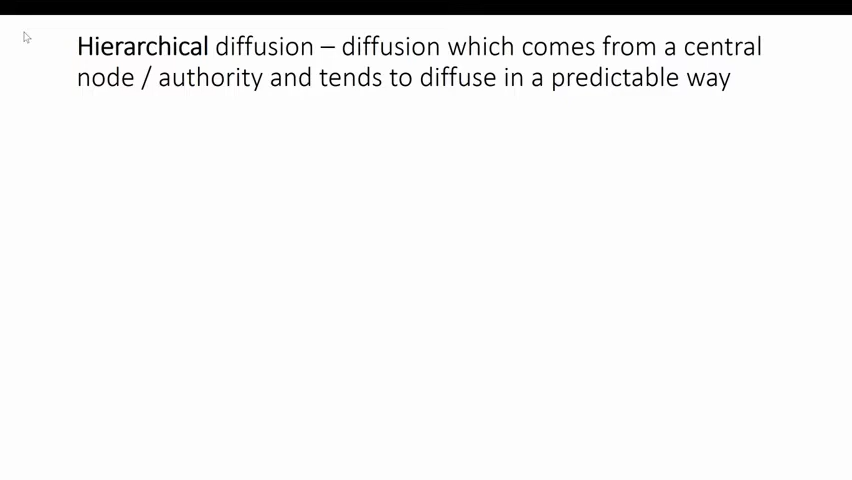 Hierarchical diffusion – diffusion which comes from a central
node / authority and tends to diffuse in a predictable way